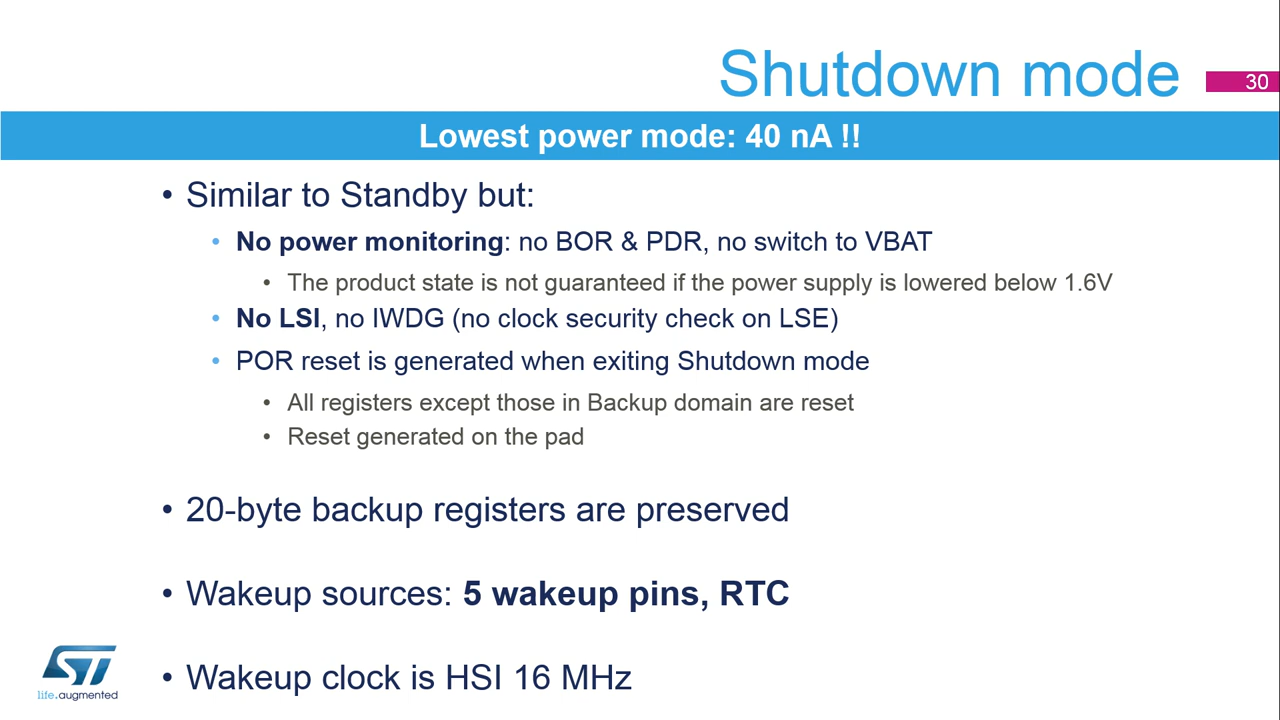 Shutdown mode
30
Lowest power mode: 40 nA !!
• Similar to Standby but:
• No power monitoring: no BOR & PDR, no switch to VBAT
• The product state is not guaranteed if the power supply is lowered below 1.6V
• No LSI, no IWDG (no clock security check on LSE)
• POR reset is generated when exiting Shutdown mode
• All registers except those in Backup domain are reset
• Reset generated on the pad
• 20-byte backup registers are preserved
• Wakeup sources: 5 wakeup pins, RTC
• Wakeup clock is HSI 16 MHz
ST
life.augmented